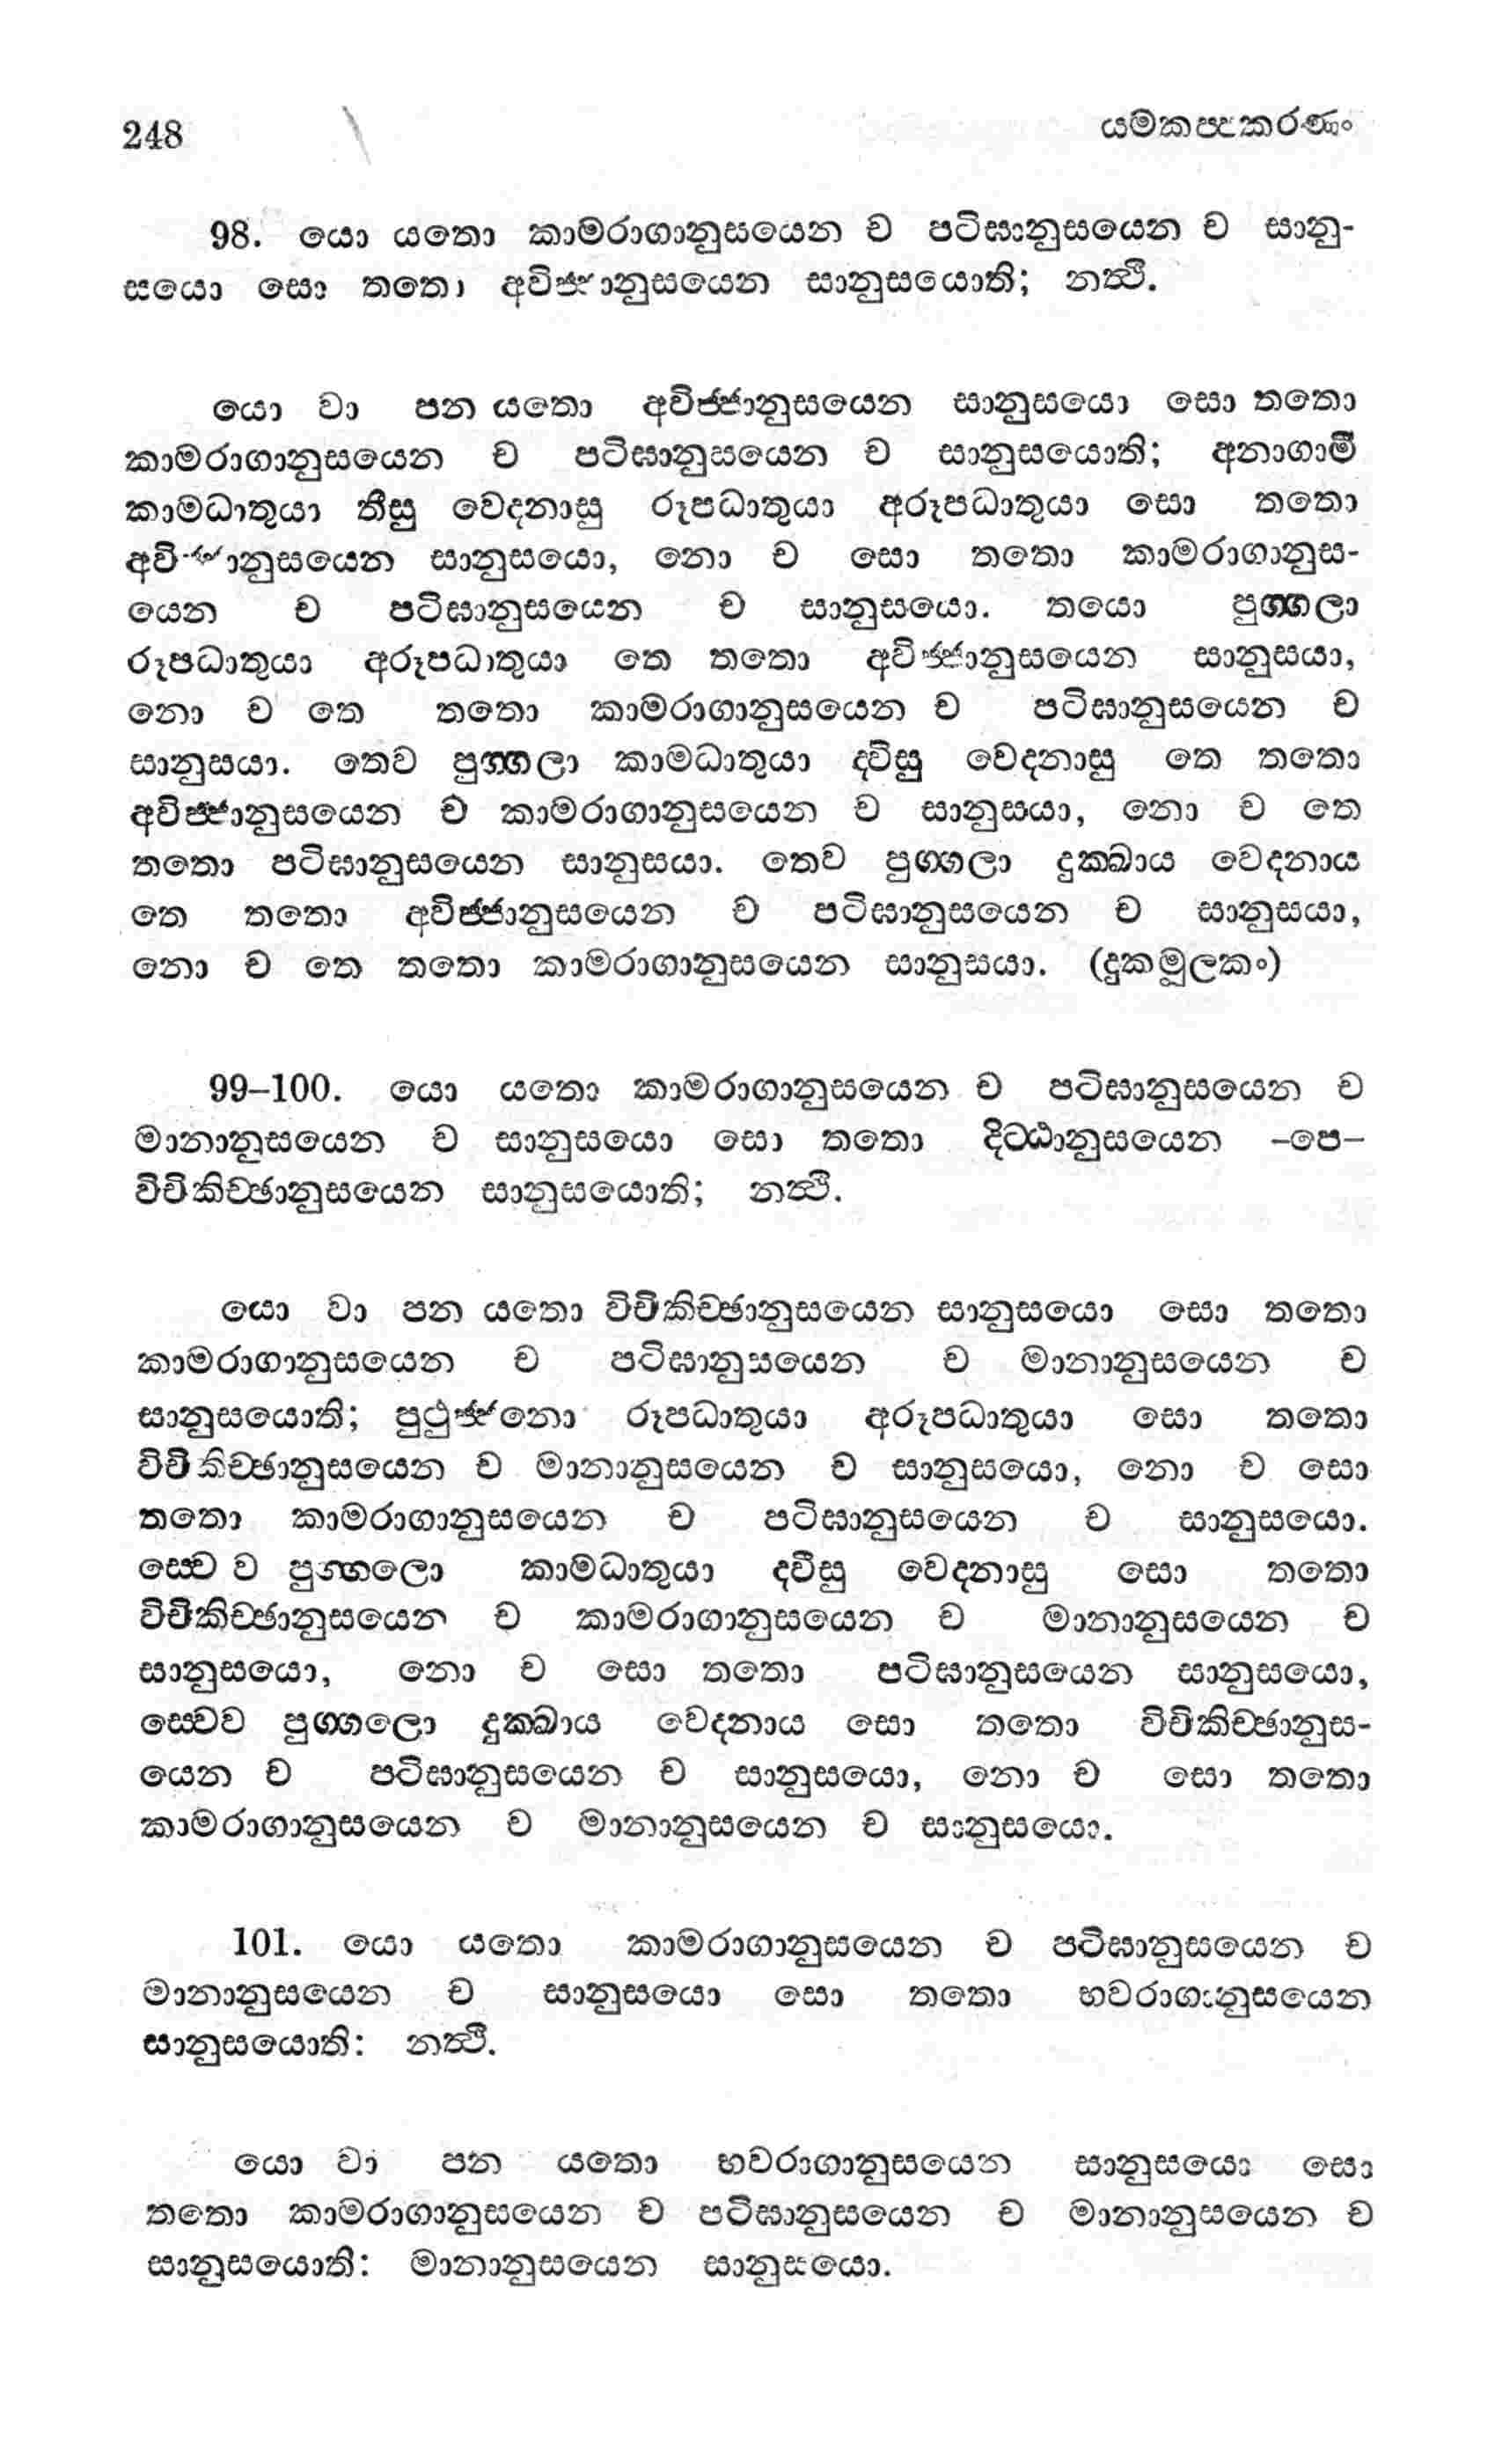 248 යමකප්පකරණං
98. යො යතො කාමරාගානුසයෙන ච පටිඝානුසයෙන ච සානු-
සයො සො තතො අවිජ්ජානුසයෙන සානුසයොති; නත්ථි.
යො වා පන යතො අවිජ්ජානුසයෙන සානුසයො සො තතො
කාමරාගානුසයෙන ච පටිඝානුසයෙන ච සානුසයොති; අනාගාමී
කාමධාතුයා තීසු වෙදනාසු රූපධාතුයා අරූපධාතුයා සො තතො
අවිජ්ජානුසයෙන සානුසයො, නො ච සො තතො කාමරාගානුස-
යෙන ච පටිඝානුසයෙන ච සානුසයො. තයො පුග්ගලා
රූපධාතුයා අරූපධාතුයා තෙ තතො අවිජ්ජානුසයෙන සානුසයා,
නො ච තෙ තතො කාමරාගානුසයෙන ච පටිඝානුසයෙන ච
සානුසයා. තෙව පුග්ගලා කාමධාතුයා ද්වීසු වෙදනාසු තෙ තතො
අවිජ්ජානුසයෙන ච කාමරාගානුසයෙන ච සානුසයා, නො ච තෙ
තතො පටිඝානුසයෙන සානුසයා. තෙව පුග්ගලා දුක්ඛාය වෙදනාය
තෙ තතො අවිජ්ජානුසයෙන ච පටිඝානුසයෙන ච සානුසයා,
නො ච තෙ තතො කාමරාගානුසයෙන සානුසයා. (දුකමූලකං)
99–100. යො යතො කාමරාගානුසයෙන ච පටිඝානුසයෙන ච
මානානුසයෙන ච සානුසයො සො තතො දිට්ඨානුසයෙන –පෙ–
විචිකිච්ඡානුසයෙන සානුසයොති; නත්ථි.
යො වා පන යතො විචිකිච්ඡානුසයෙන සානුසයො සො තතො
කාමරාගානුසයෙන ච පටිඝානුසයෙන ච මානානුසයෙන ච
සානුසයොති; පුථුජ්ජනො රූපධාතුයා අරූපධාතුයා සො තතො
විචිකිච්ඡානුසයෙන ච මානානුසයෙන ච සානුසයො, නො ච සො
තතො කාමරාගානුසයෙන ච පටිඝානුසයෙන ච සානුසයො.
ස්වෙව පුග්ගලො කාමධාතුයා ද්වීසු වෙදනාසු සො තතො
විචිකිච්ඡානුසයෙන ච කාමරාගානුසයෙන ච මානානුසයෙන ච
සානුසයො, නො ච සො තතො පටිඝානුසයෙන සානුසයො,
ස්වෙව පුග්ගලො දුක්ඛාය වෙදනාය සො තතො විචිකිච්ඡානුස-
යෙන ච පටිඝානුසයෙන ච සානුසයො, නො ච සො තතො
කාමරාගානුසයෙන ච මානානුසයෙන ච සානුසයො.
101. යො යතො කාමරාගානුසයෙන ච පටිඝානුසයෙන ච
මානානුසයෙන ච සානුසයො සො තතො භවරාගානුසයෙන
සානුසයොති: නත්ථි.
යො වා පන යතො භවරාගානුසයෙන සානුසයො සො
තතො කාමරාගානුසයෙන ච පටිඝානුසයෙන ච මානානුසයෙන ච
සානුසයොති: මානානුසයෙන සානුසයො.